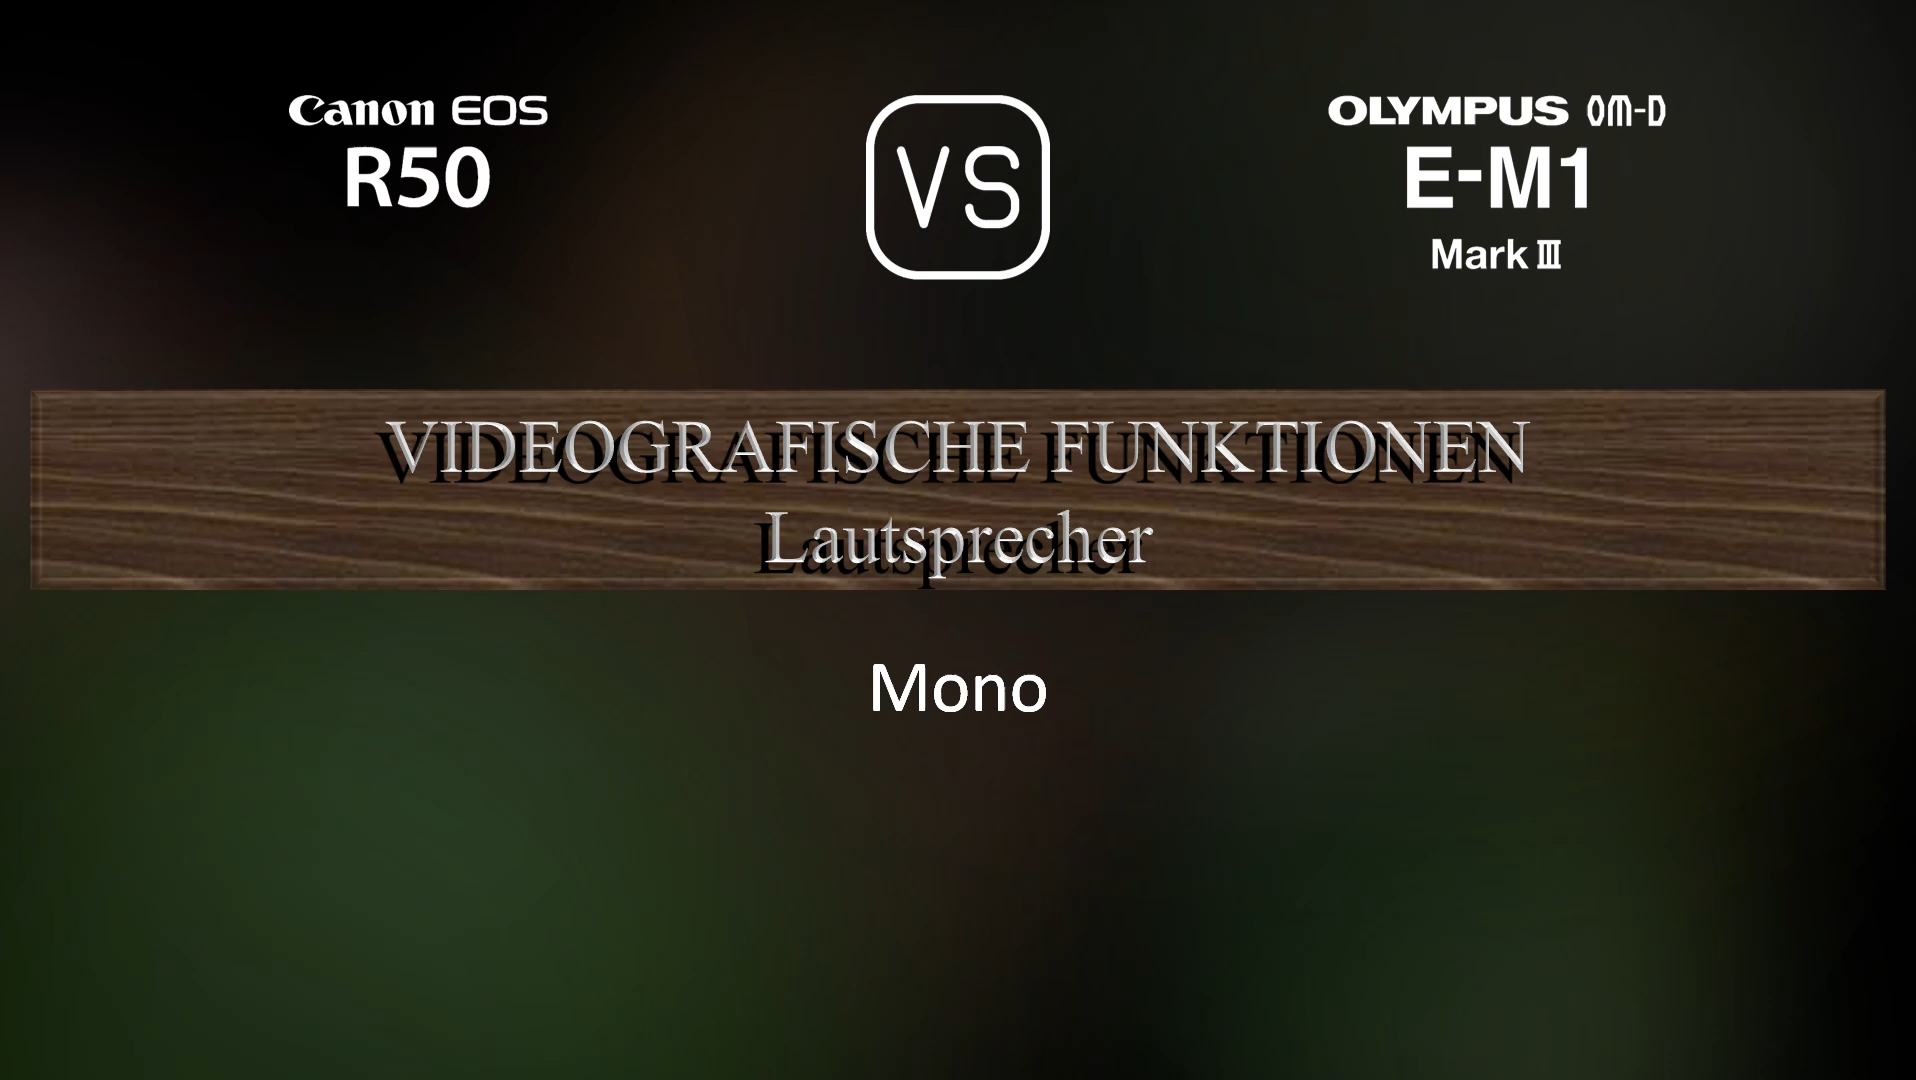 Canon EOS
R50
VS
OLYMPUS OM-D
E-M1
Mark III
VIDEOGRAFISCHE FUNKTIONEN
Lautsprecher
Mono